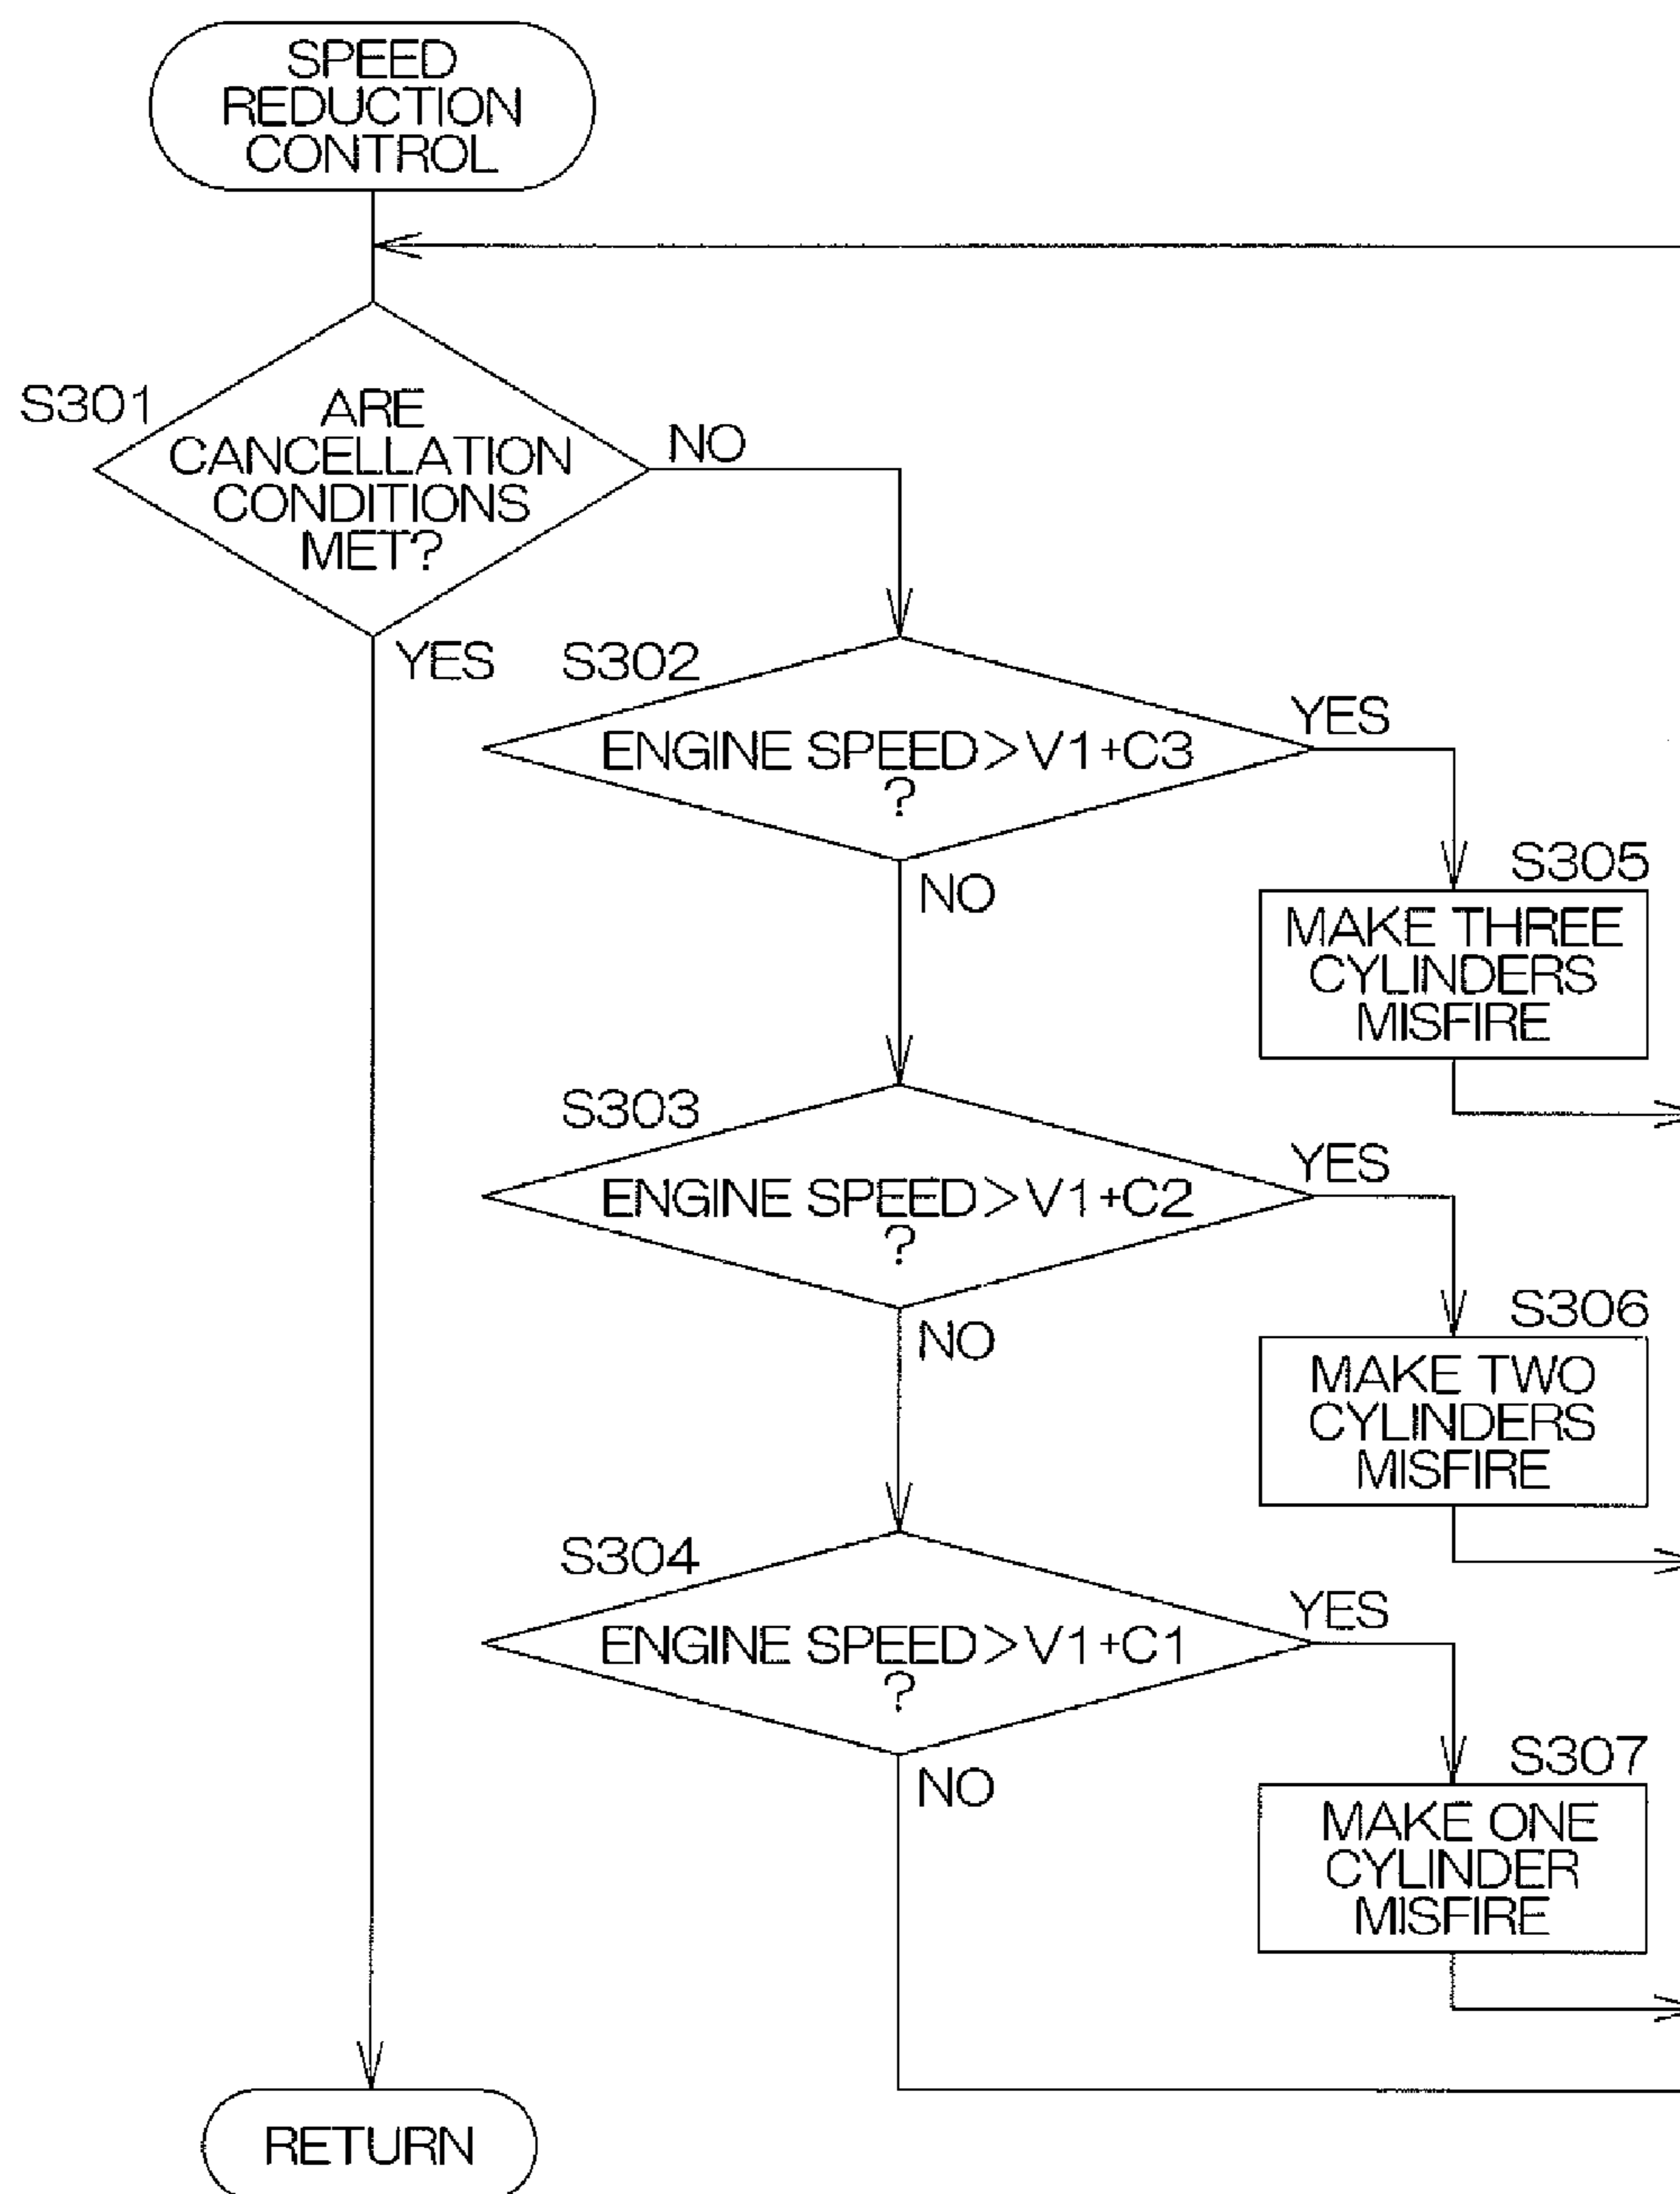 SPEED
REDUCTION
CONTROL
S301
ARE
CANCELLATION
CONDITIONS
MET?
NO
YES
S302
ENGINE SPEED>V1+C3
?
YES
NO
S305
MAKE THREE
CYLINDERS
MISFIRE
S303
ENGINE SPEED>V1+C2
?
YES
NO
S306
MAKE TWO
CYLINDERS
MISFIRE
S304
ENGINE SPEED>V1+C1
?
YES
NO
S307
MAKE ONE
CYLINDER
MISFIRE
RETURN